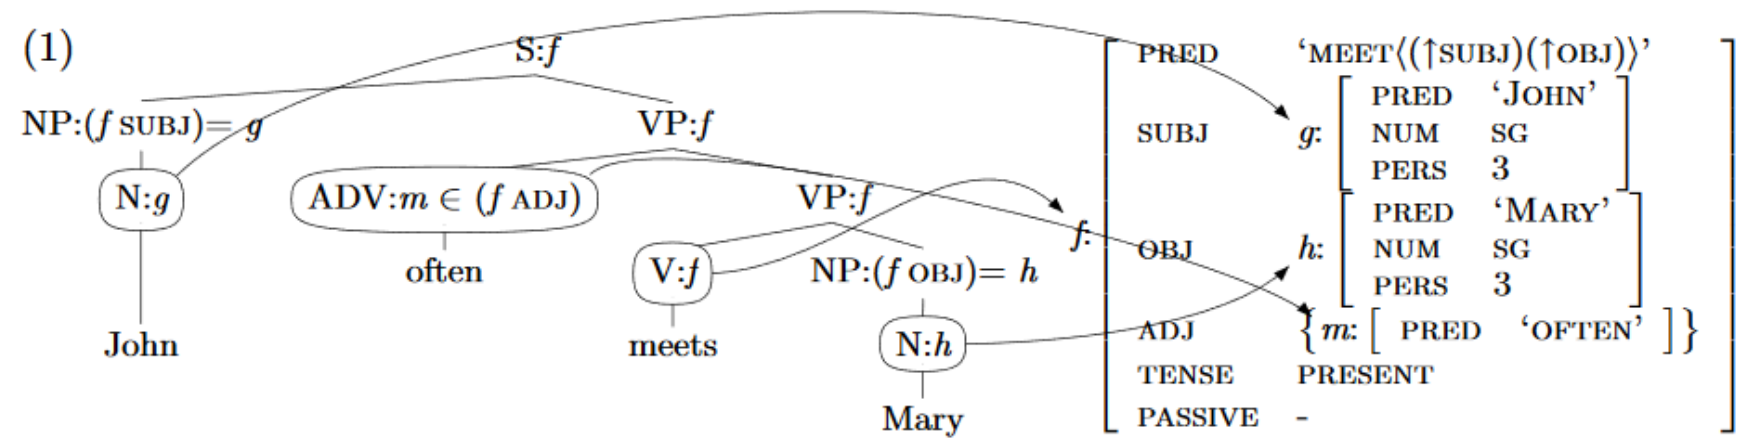 (1)
S:f
NP:(f SUBJ)= g
VP:f
N:g
ADV:m ∈ (f ADJ)
VP:f
often
V:f
NP:(f OBJ)= h
John
meets
N:h
Mary
f:
PRED ‘MEET⟨(↑SUBJ)(↑OBJ)⟩’
SUBJ g:
PRED ‘JOHN’
NUM SG
PERS 3
OBJ h:
PRED ‘MARY’
NUM SG
PERS 3
ADJ {m: [ PRED ‘OFTEN’ ]}
TENSE PRESENT
PASSIVE -